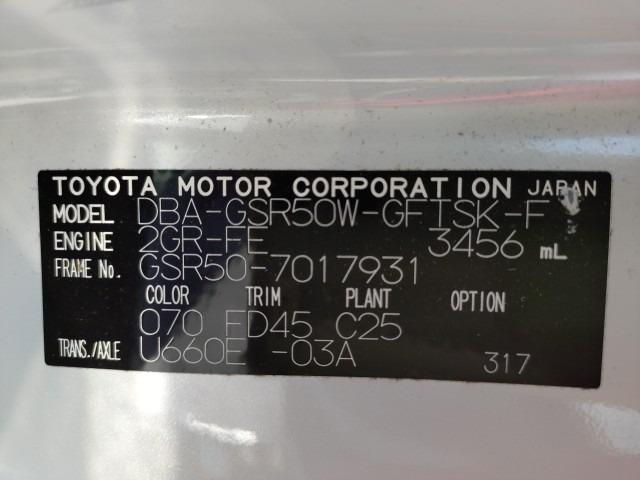 TOYOTA MOTOR CORPORATION JAPAN
MODEL DBA-GSR50W-GFTSK-F
ENGINE 2GR-FE 3456 mL
FRAME No. GSR50-7017931
COLOR TRIM PLANT OPTION
070 FD45 C25
TRANS./AXLE U660E -03A 317